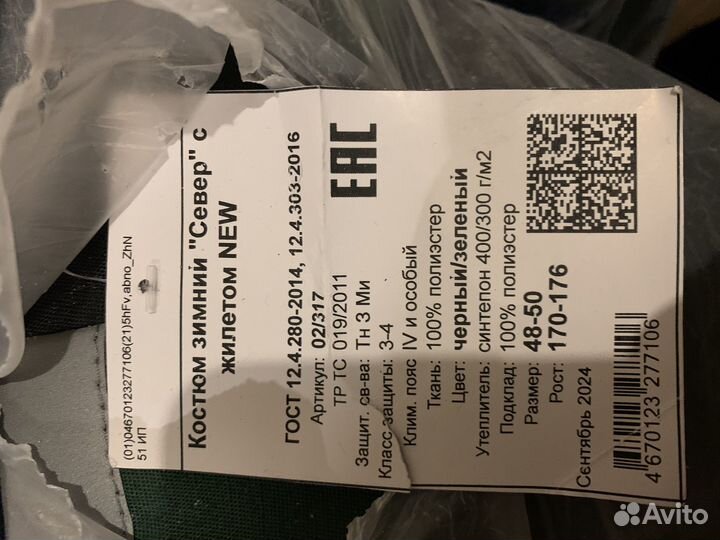 (01)04670123277106(21)5hFv,abno_ZhN
51 ИП
Костюм зимний "Север" с
жилетом NEW
ГОСТ 12.4.280-2014, 12.4.303-2016
Артикул: 02/317
ТР ТС 019/2011
Защит. св-ва: Тн З Ми
Класс защиты: 3-4
Клим. пояс IV и особый
Ткань: 100% полиэстер
Цвет: черный/зеленый
Утеплитель: синтепон 400/300 г/м2
Подклад: 100% полиэстер
Размер: 48-50
Рост: 170-176
Сентябрь 2024
EAC
4 670123 277106
Avito